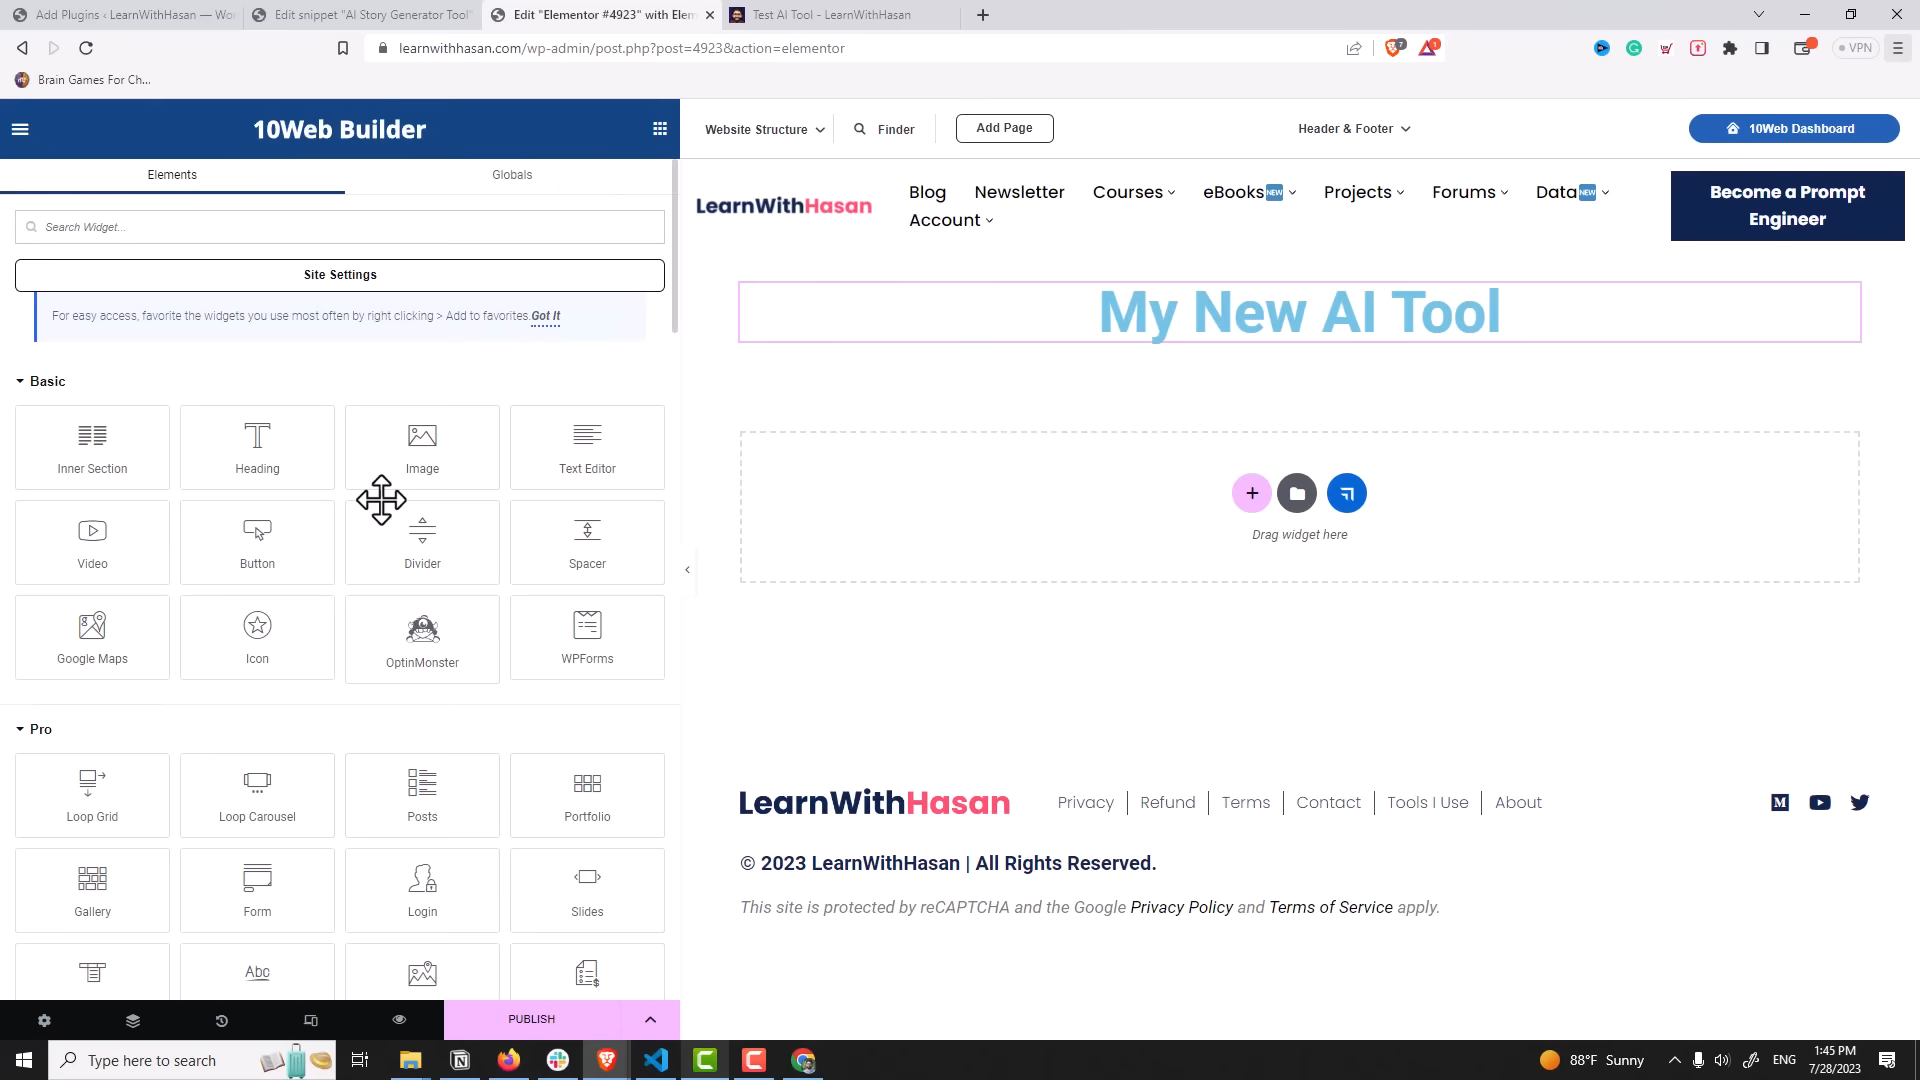 Add Plugins ‹ LearnWithHasan — Wor
Edit snippet "AI Story Generator Tool"
Edit "Elementor #4923" with Elem
Test AI Tool - LearnWithHasan
learnwithhasan.com/wp-admin/post.php?post=4923&action=elementor
7
1
VPN
Brain Games For Ch...
10Web Builder
Website Structure
Finder
Add Page
Header & Footer
10Web Dashboard
Elements
Globals
Search Widget...
Site Settings
For easy access, favorite the widgets you use most often by right clicking > Add to favorites. Got It
LearnWithHasan
Blog
Newsletter
Courses
eBooks NEW
Projects
Forums
Data NEW
Account
Become a Prompt
Engineer
My New AI Tool
Basic
Inner Section
Heading
Image
Text Editor
Video
Button
Divider
Spacer
Google Maps
Icon
OptinMonster
WPForms
Drag widget here
Pro
Loop Grid
Loop Carousel
Posts
Portfolio
Gallery
Form
Login
Slides
Abc
LearnWithHasan
Privacy
Refund
Terms
Contact
Tools I Use
About
© 2023 LearnWithHasan | All Rights Reserved.
This site is protected by reCAPTCHA and the Google Privacy Policy and Terms of Service apply.
PUBLISH
Type here to search
88°F Sunny
ENG
1:45 PM
7/28/2023